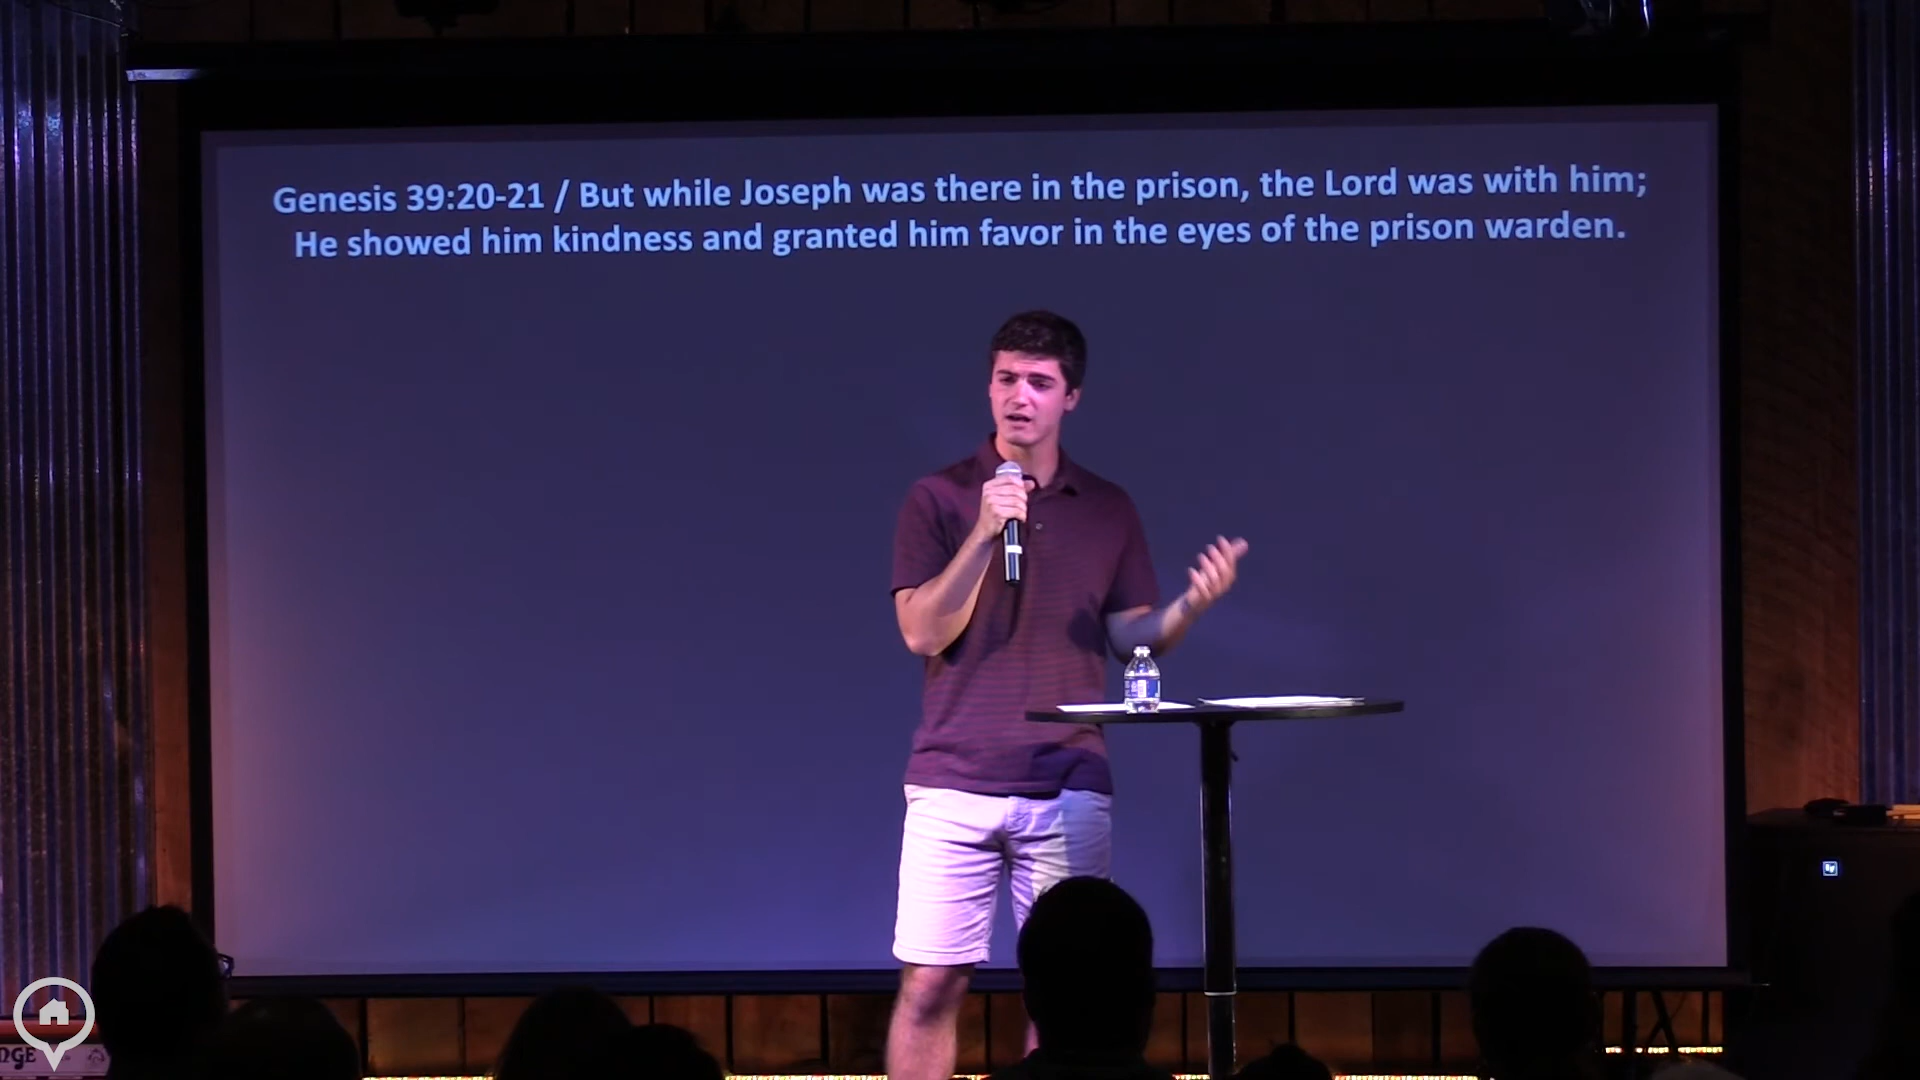 Genesis 39:20-21 / But while Joseph was there in the prison, the Lord was with him;
He showed him kindness and granted him favor in the eyes of the prison warden.
NGE